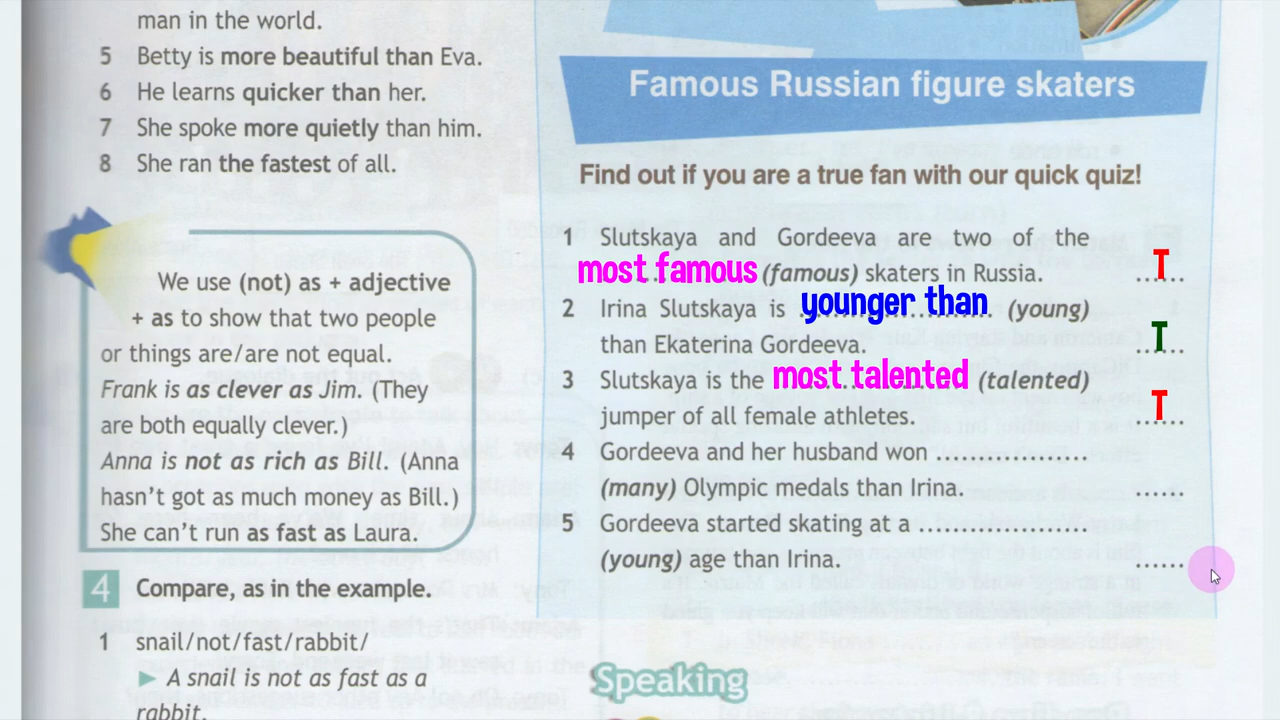 man in the world.
5 Betty is more beautiful than Eva.
6 He learns quicker than her.
7 She spoke more quietly than him.
8 She ran the fastest of all.
We use (not) as + adjective
+ as to show that two people
or things are/are not equal.
Frank is as clever as Jim. (They
are both equally clever.)
Anna is not as rich as Bill. (Anna
hasn't got as much money as Bill.)
She can't run as fast as Laura.
4 Compare, as in the example.
1 snail/not/fast/rabbit/
► A snail is not as fast as a
rabbit.
Famous Russian figure skaters
Find out if you are a true fan with our quick quiz!
1 Slutskaya and Gordeeva are two of the
most famous (famous) skaters in Russia. T
2 Irina Slutskaya is younger than (young)
than Ekaterina Gordeeva. T
3 Slutskaya is the most talented (talented)
jumper of all female athletes. T
4 Gordeeva and her husband won ..................
(many) Olympic medals than Irina. ......
5 Gordeeva started skating at a ....................
(young) age than Irina. ......
Speaking